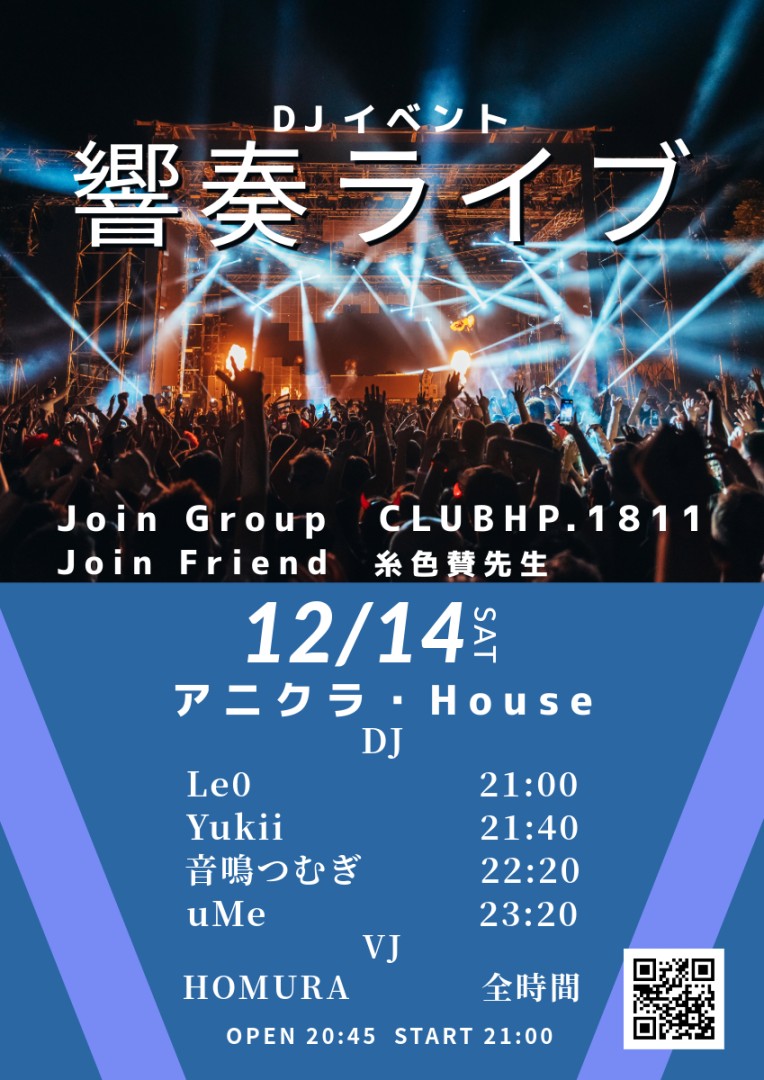 DJイベント
響奏ライブ
Join Group CLUBHP.1811
Join Friend 糸色賛先生
12/14 SAT
アニクラ・House
DJ
Le0 21:00
Yukii 21:40
音鳴つむぎ 22:20
uMe 23:20
VJ
HOMURA 全時間
OPEN 20:45 START 21:00